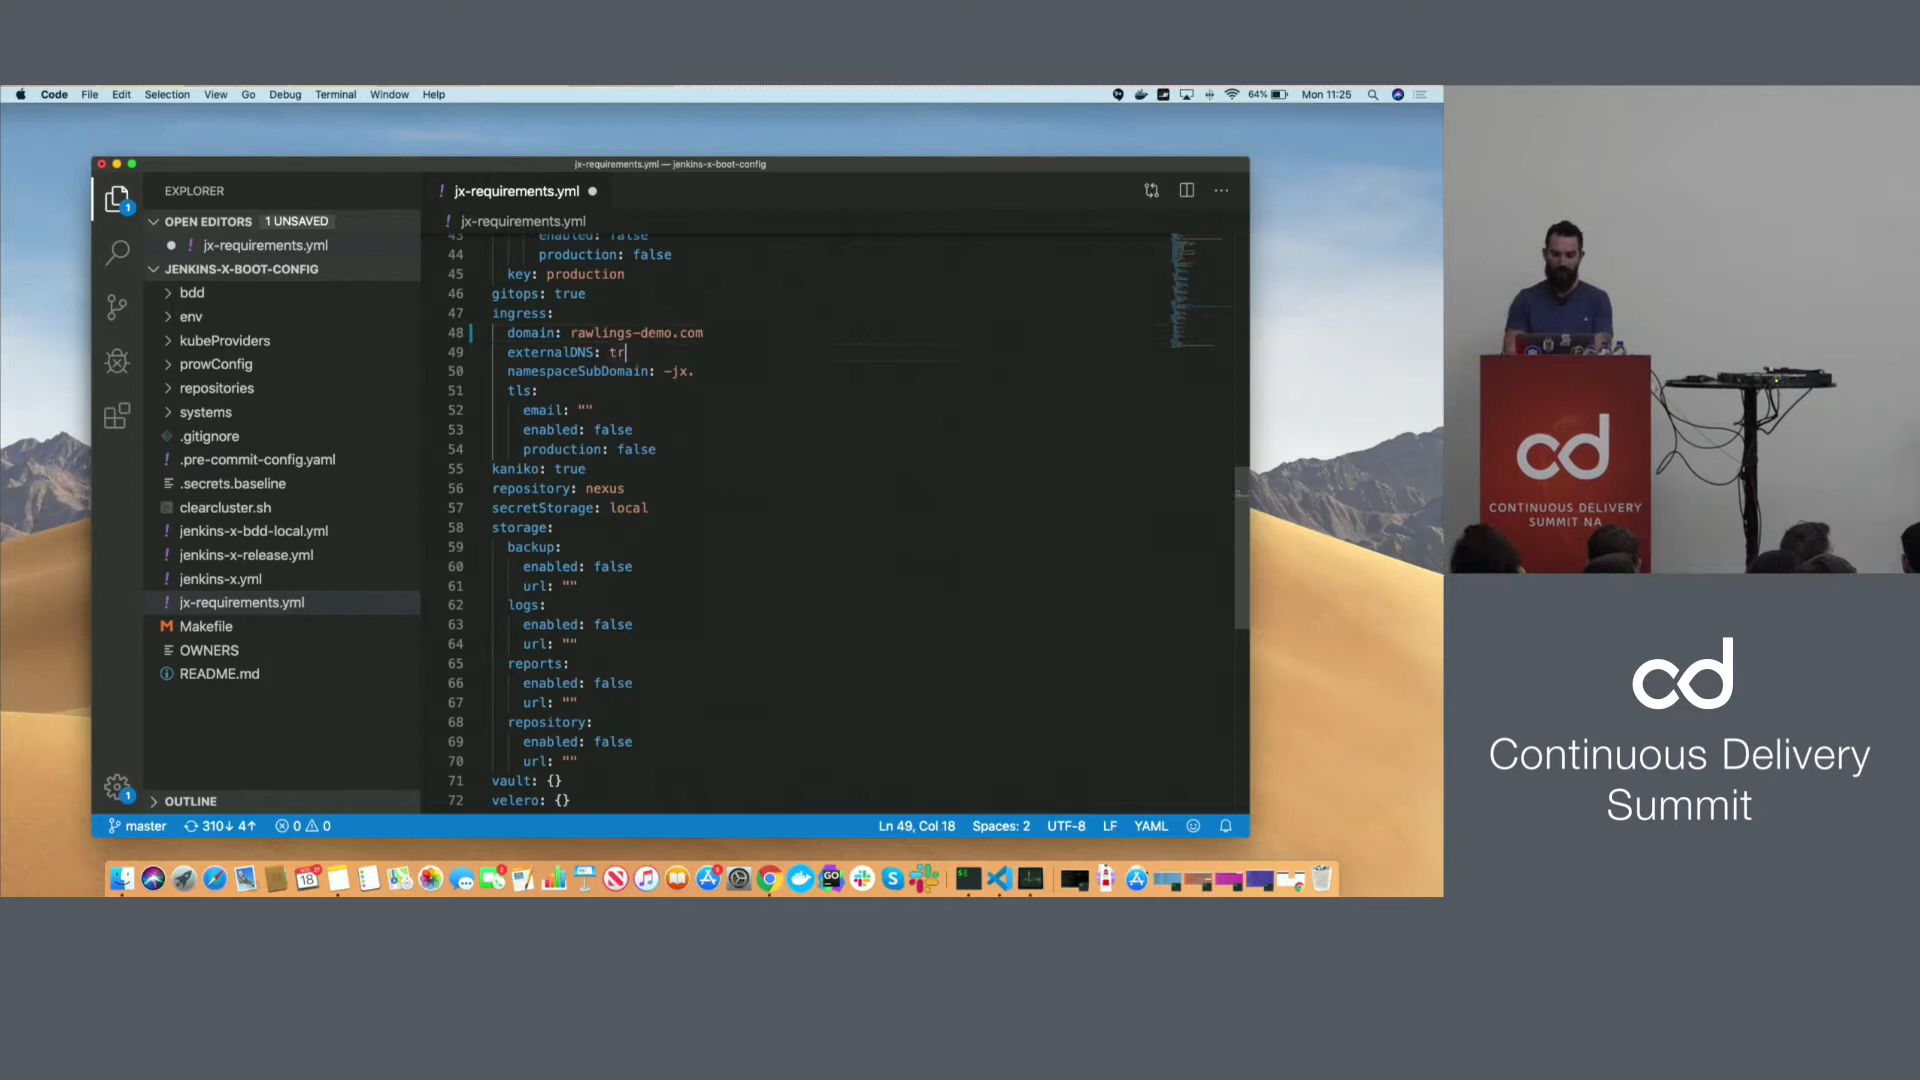 Code File Edit Selection View Go Debug Terminal Window Help
64% Mon 11:25
jx-requirements.yml — jenkins-x-boot-config
EXPLORER
OPEN EDITORS 1 UNSAVED
! jx-requirements.yml
JENKINS-X-BOOT-CONFIG
bdd
env
kubeProviders
prowConfig
repositories
systems
.gitignore
! .pre-commit-config.yaml
.secrets.baseline
clearcluster.sh
! jenkins-x-bdd-local.yml
! jenkins-x-release.yml
! jenkins-x.yml
! jx-requirements.yml
Makefile
OWNERS
README.md
OUTLINE
! jx-requirements.yml
! jx-requirements.yml
43 enabled: false
44 production: false
45 key: production
46 gitops: true
47 ingress:
48 domain: rawlings-demo.com
49 externalDNS: tr
50 namespaceSubDomain: -jx.
51 tls:
52 email: ""
53 enabled: false
54 production: false
55 kaniko: true
56 repository: nexus
57 secretStorage: local
58 storage:
59 backup:
60 enabled: false
61 url: ""
62 logs:
63 enabled: false
64 url: ""
65 reports:
66 enabled: false
67 url: ""
68 repository:
69 enabled: false
70 url: ""
71 vault: {}
72 velero: {}
master 310↓ 4↑ 0 0
Ln 49, Col 18 Spaces: 2 UTF-8 LF YAML
18
GO
cd
CONTINUOUS DELIVERY
SUMMIT NA
cd
Continuous Delivery
Summit